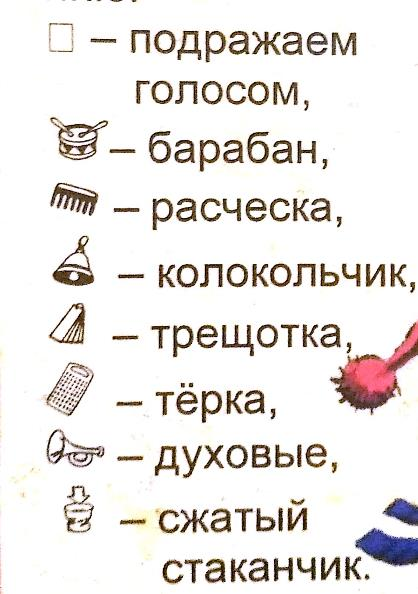 – подражаем
голосом,
– барабан,
– расческа,
– колокольчик,
– трещотка,
– тёрка,
– духовые,
– сжатый
стаканчик.